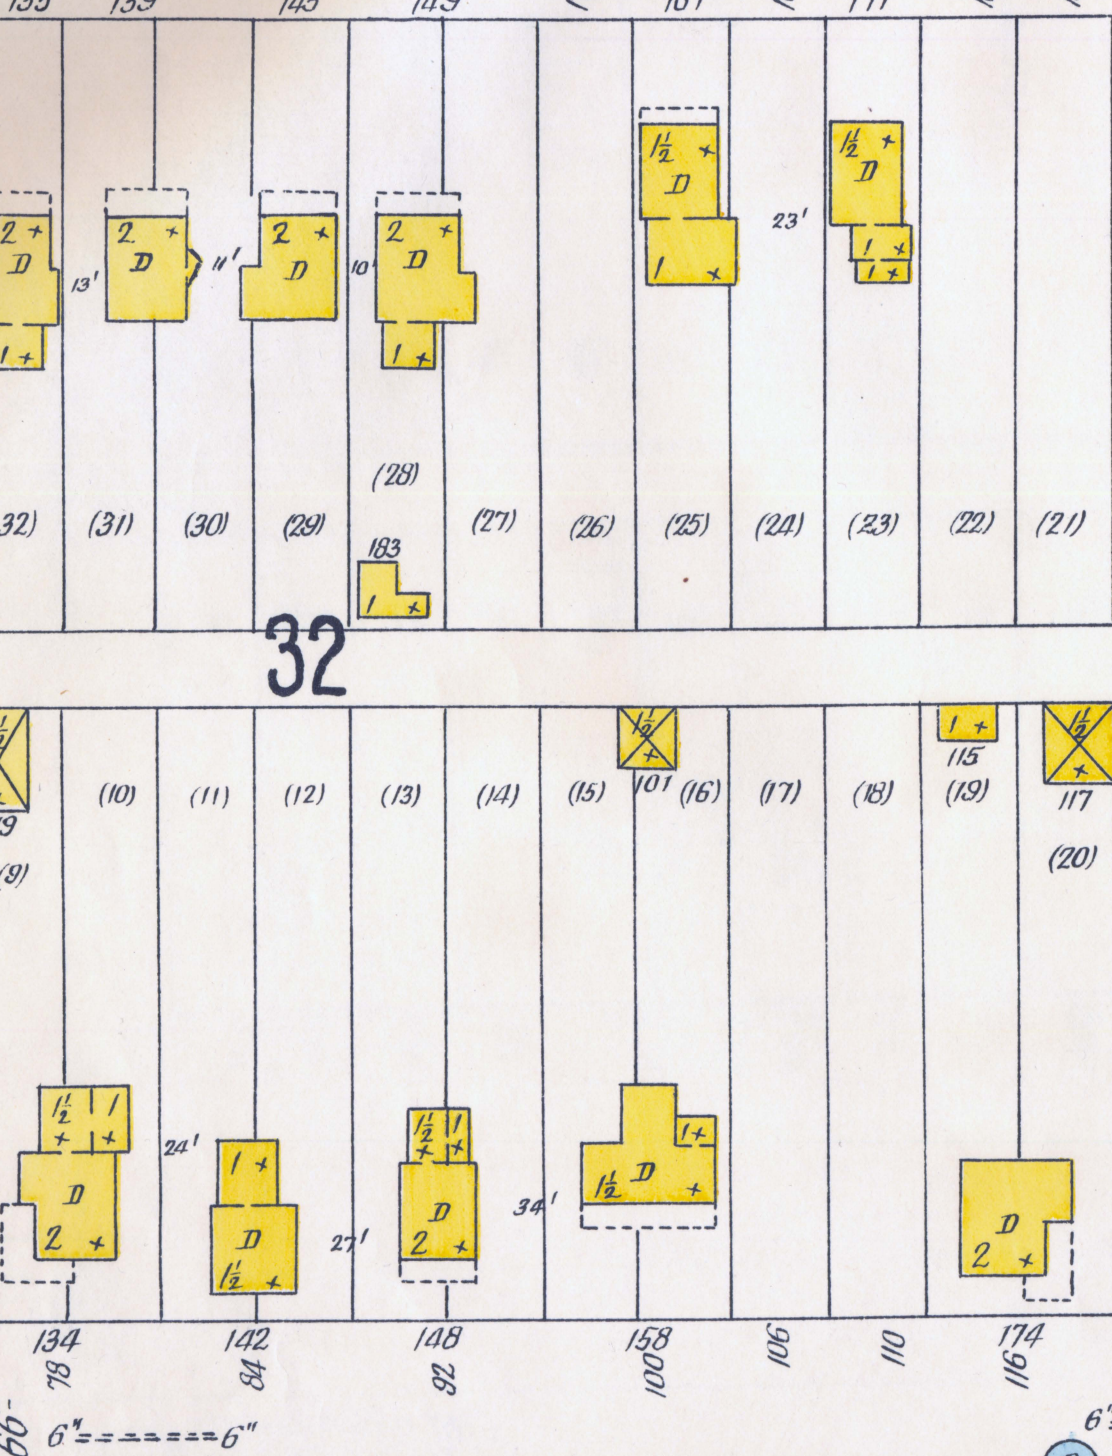 139 145 149
1½ + 1½ +
D D
23'
2 + 2 + 2 + 2 +
D D D D
13' 11' 10'
1 + 1 + 1 +
1 +
1 + 1 +
(28)
32) (31) (30) (29) (27) (26) (25) (24) (23) (22) (21)
183
1 +
32
1½ + 1 + 1½ +
101 115 117
(10) (11) (12) (13) (14) (15) (16) (17) (18) (19)
9
(9) (20)
1½ 1 1½ 1
+ + + + 1 +
24' 1 + 1½ D +
D D 34' D
2 + 27' 2 + 2 +
D
1½ +
134 142 148 158 174
78 84 92 100 106 110 116
66-
6" 6" 6"